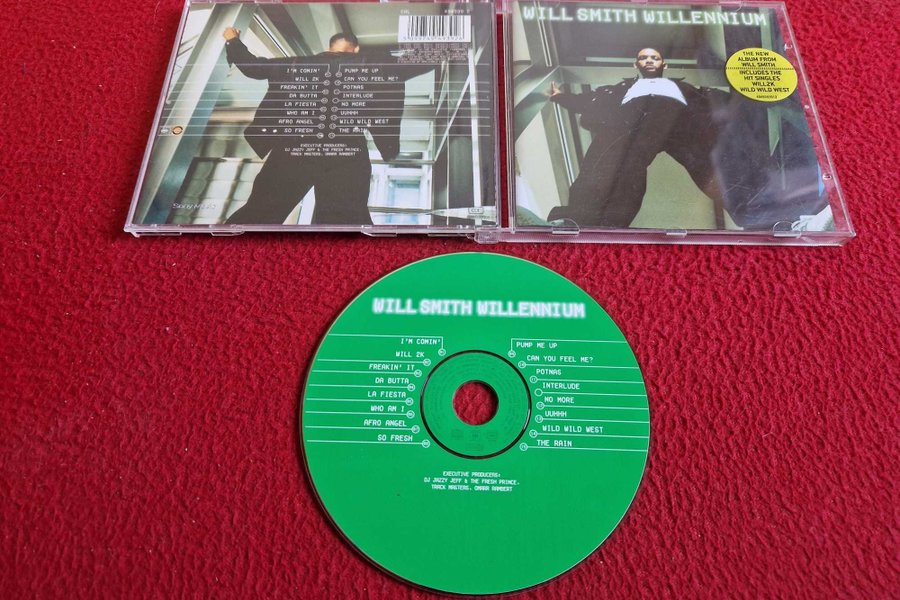 I'M COMIN'
WILL 2K
FREAKIN' IT
DA BUTTA
LA FIESTA
WHO AM I
AFRO ANGEL
SO FRESH
PUMP ME UP
CAN YOU FEEL ME?
POTNAS
INTERLUDE
NO MORE
UUHHH
WILD WILD WEST
THE RAIN
EXECUTIVE PRODUCERS:
DJ JAZZY JEFF & THE FRESH PRINCE.
TRACK MASTERS. OMARR RAMBERT
Sony Music
WILL SMITH WILLENNIUM
THE NEW
ALBUM FROM
WILL SMITH
INCLUDES THE
HIT SINGLES
WILL2K
WILD WILD WEST
WILL SMITH WILLENNIUM
I'M COMIN'
WILL 2K
FREAKIN' IT
DA BUTTA
LA FIESTA
WHO AM I
AFRO ANGEL
SO FRESH
PUMP ME UP
CAN YOU FEEL ME?
POTNAS
INTERLUDE
NO MORE
UUHHH
WILD WILD WEST
THE RAIN
EXECUTIVE PRODUCERS:
DJ JAZZY JEFF & THE FRESH PRINCE.
TRACK MASTERS. OMARR RAMBERT